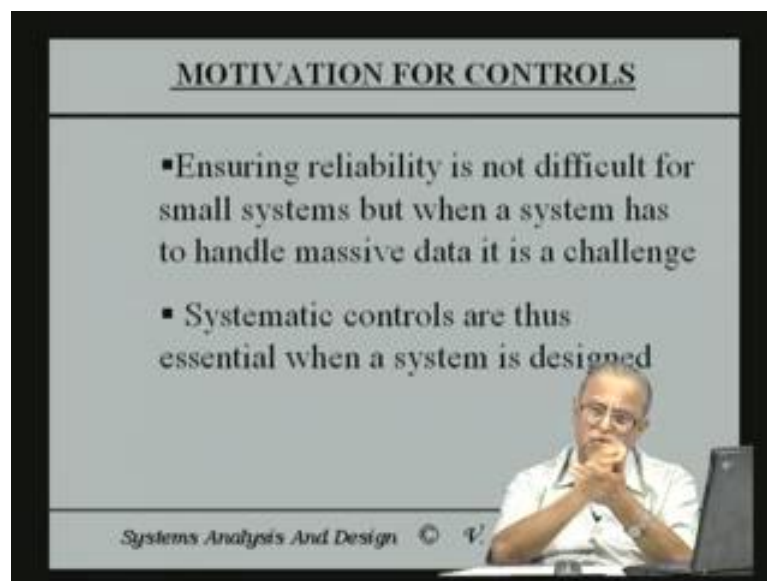 MOTIVATION FOR CONTROLS
▪Ensuring reliability is not difficult for
small systems but when a system has
to handle massive data it is a challenge
▪ Systematic controls are thus
essential when a system is designed
Systems Analysis And Design © V.